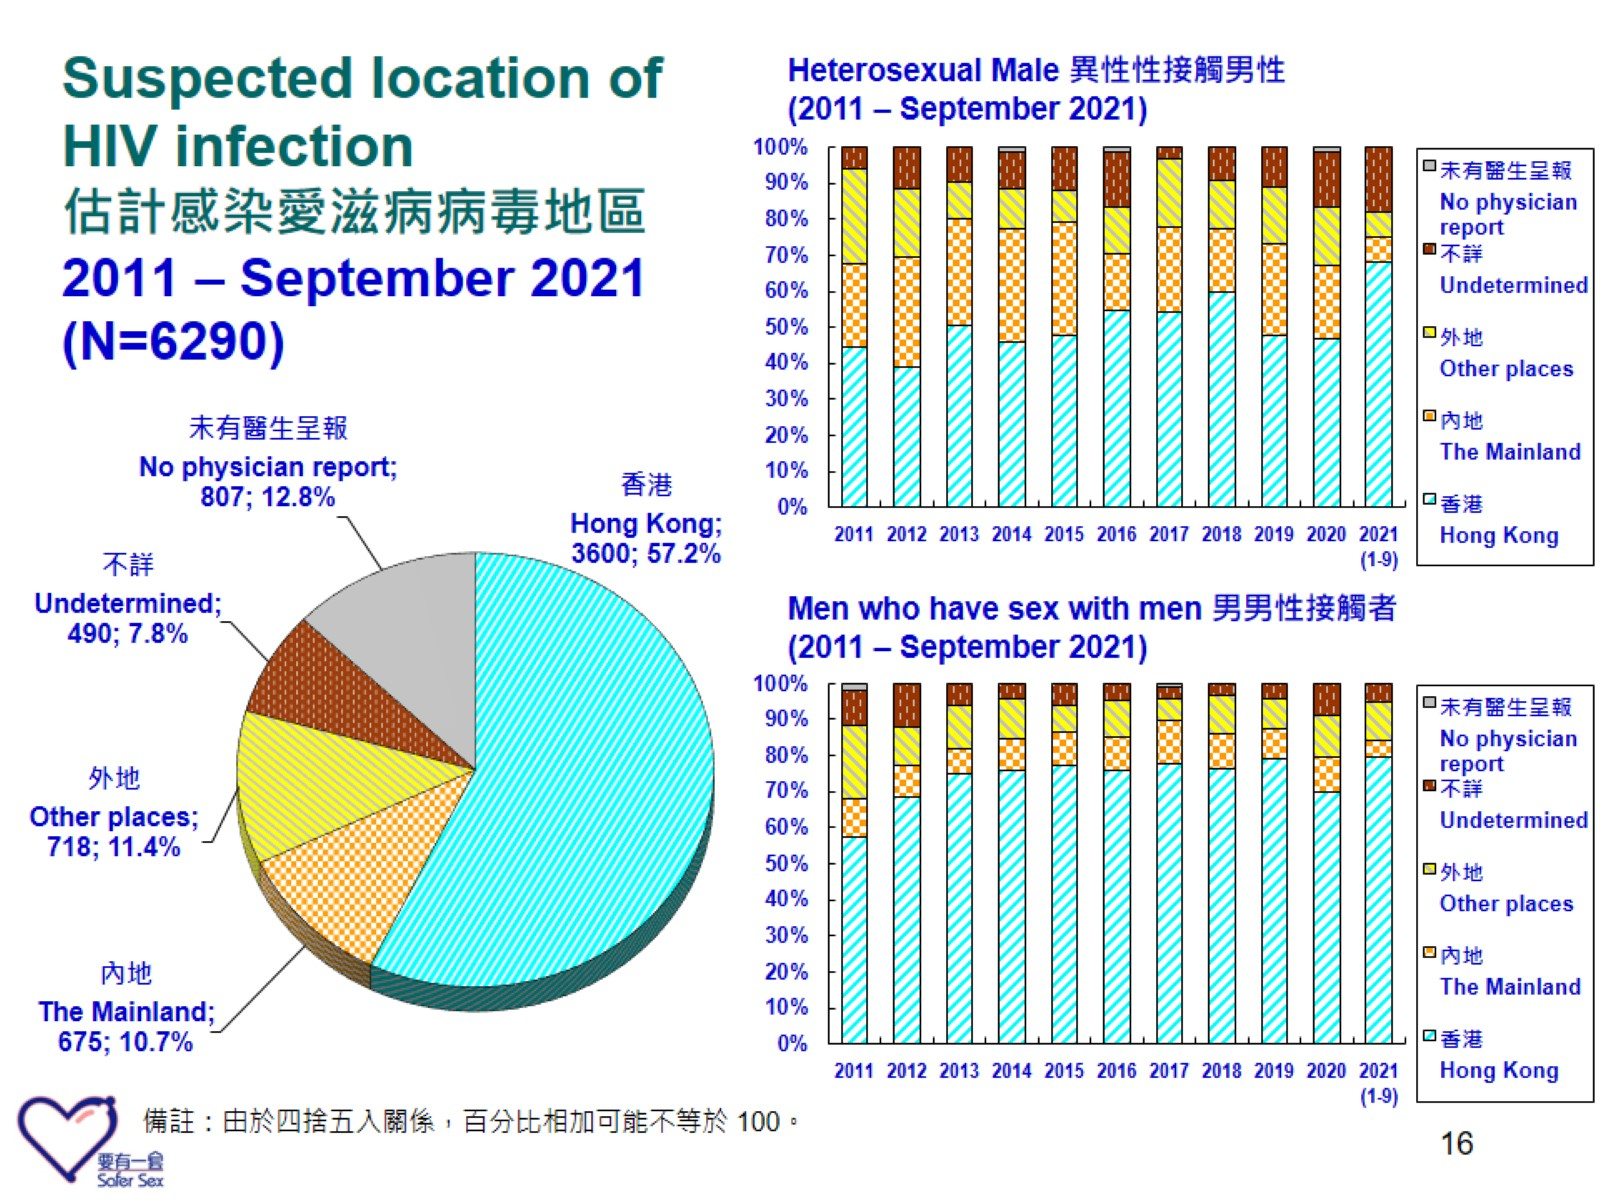 Suspected location of
HIV infection
估計感染愛滋病病毒地區
2011 – September 2021
(N=6290)
未有醫生呈報
No physician report;
807; 12.8%
香港
Hong Kong;
3600; 57.2%
不詳
Undetermined;
490; 7.8%
外地
Other places;
718; 11.4%
內地
The Mainland;
675; 10.7%
Heterosexual Male 異性性接觸男性
(2011 – September 2021)
100%
90%
80%
70%
60%
50%
40%
30%
20%
10%
0%
2011 2012 2013 2014 2015 2016 2017 2018 2019 2020 2021
(1-9)
未有醫生呈報
No physician
report
不詳
Undetermined
外地
Other places
內地
The Mainland
香港
Hong Kong
Men who have sex with men 男男性接觸者
(2011 – September 2021)
100%
90%
80%
70%
60%
50%
40%
30%
20%
10%
0%
2011 2012 2013 2014 2015 2016 2017 2018 2019 2020 2021
(1-9)
未有醫生呈報
No physician
report
不詳
Undetermined
外地
Other places
內地
The Mainland
香港
Hong Kong
備註：由於四捨五入關係，百分比相加可能不等於 100。
要有一套
Safer Sex
16